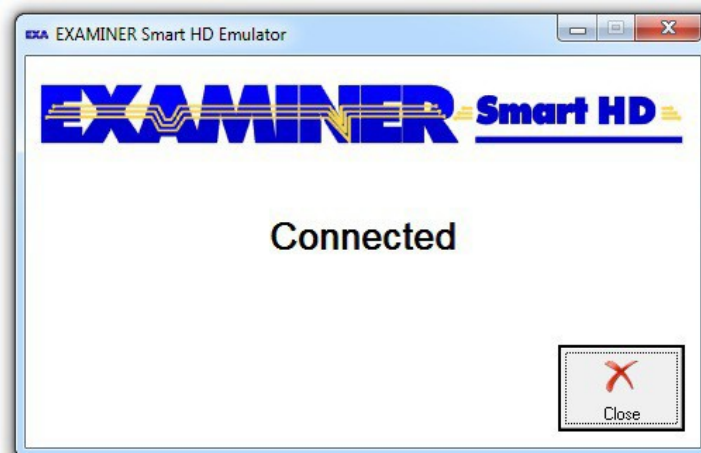 EXA EXAMINER Smart HD Emulator
EXAMINER Smart HD
Connected
Close